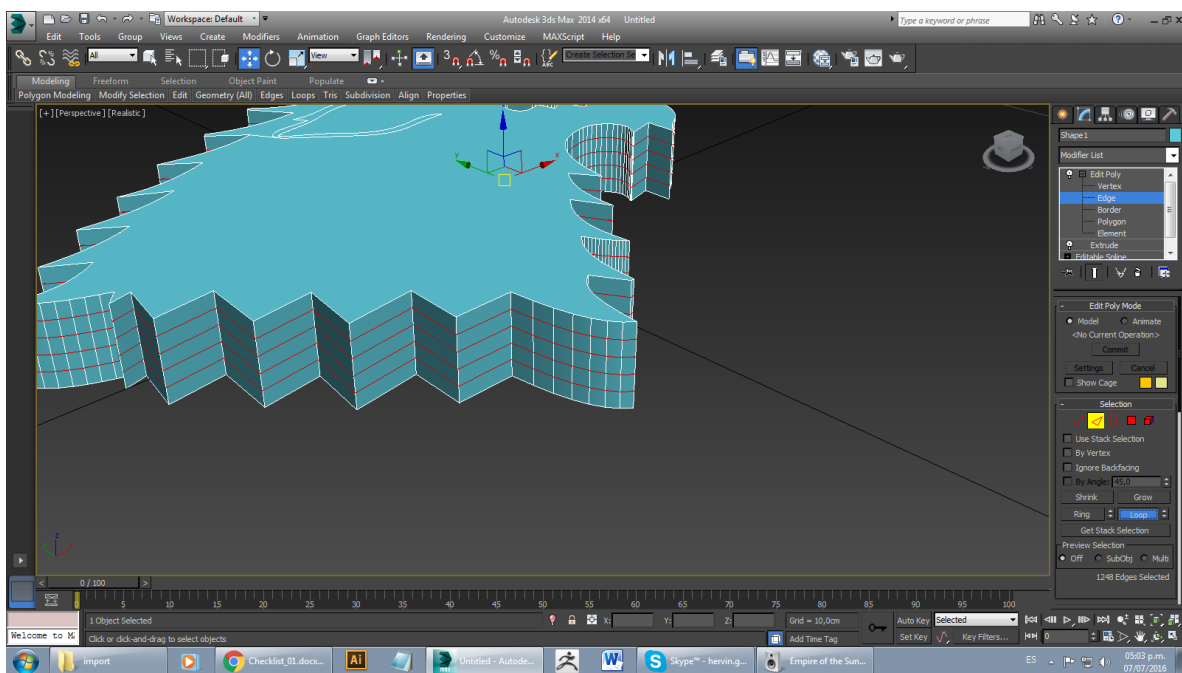 Workspace: Default
Autodesk 3ds Max 2014 x64 Untitled
Type a keyword or phrase
Edit Tools Group Views Create Modifiers Animation Graph Editors Rendering Customize MAXScript Help
All View 3 Create Selection Se
Modeling Freeform Selection Object Paint Populate
Polygon Modeling Modify Selection Edit Geometry (All) Edges Loops Tris Subdivision Align Properties
[+] [Perspective] [Realistic]
Shape1
Modifier List
Edit Poly
Vertex
Edge
Border
Polygon
Element
Extrude
Editable Spline
Edit Poly Mode
Model Animate
<No Current Operation>
Commit
Settings Cancel
Show Cage
Selection
Use Stack Selection
By Vertex
Ignore Backfacing
By Angle: 45,0
Shrink Grow
Ring Loop
Get Stack Selection
Preview Selection
Off SubObj Multi
1248 Edges Selected
z
< 0 / 100 >
5 10 15 20 25 30 35 40 45 50 55 60 65 70 75 80 85 90 95 100
1 Object Selected X: Y: Z: Grid = 10,0cm Auto Key Selected
Welcome to M Click or click-and-drag to select objects Add Time Tag Set Key Key Filters... 0
import Checklist_01.docx... Ai Untitled - Autode... W Skype™ - hervin.g... Empire of the Sun... ES 05:03 p.m.
07/07/2016